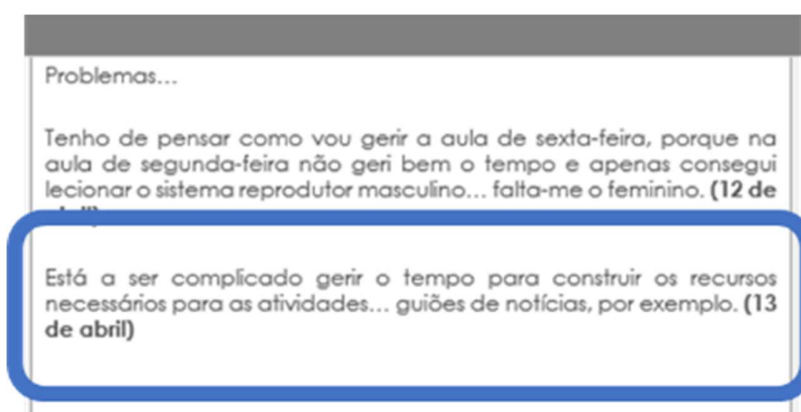 Problemas...
Tenho de pensar como vou gerir a aula de sexta-feira, porque na
aula de segunda-feira não geri bem o tempo e apenas consegui
lecionar o sistema reprodutor masculino... falta-me o feminino. (12 de
Está a ser complicado gerir o tempo para construir os recursos
necessários para as atividades... guiões de notícias, por exemplo. (13
de abril)